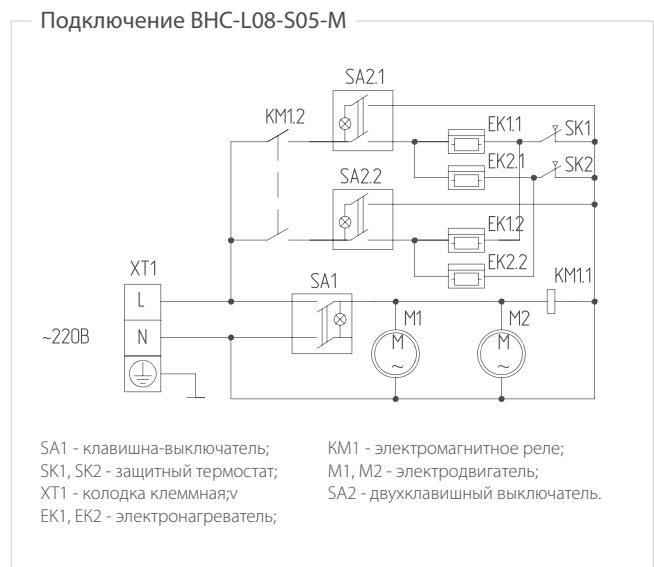 Подключение BHC-L08-S05-M
SA2.1
KM1.2
EK1.1
SK1
EK2.1
SK2
SA2.2
EK1.2
EK2.2
XT1
SA1
KM1.1
L
M1
M2
~220В
N
M
~
M
~
SA1 - клавишна-выключатель;
SK1, SK2 - защитный термостат;
XT1 - колодка клеммная;v
EK1, EK2 - электронагреватель;
KM1 - электромагнитное реле;
M1, M2 - электродвигатель;
SA2 - двухклавишный выключатель.